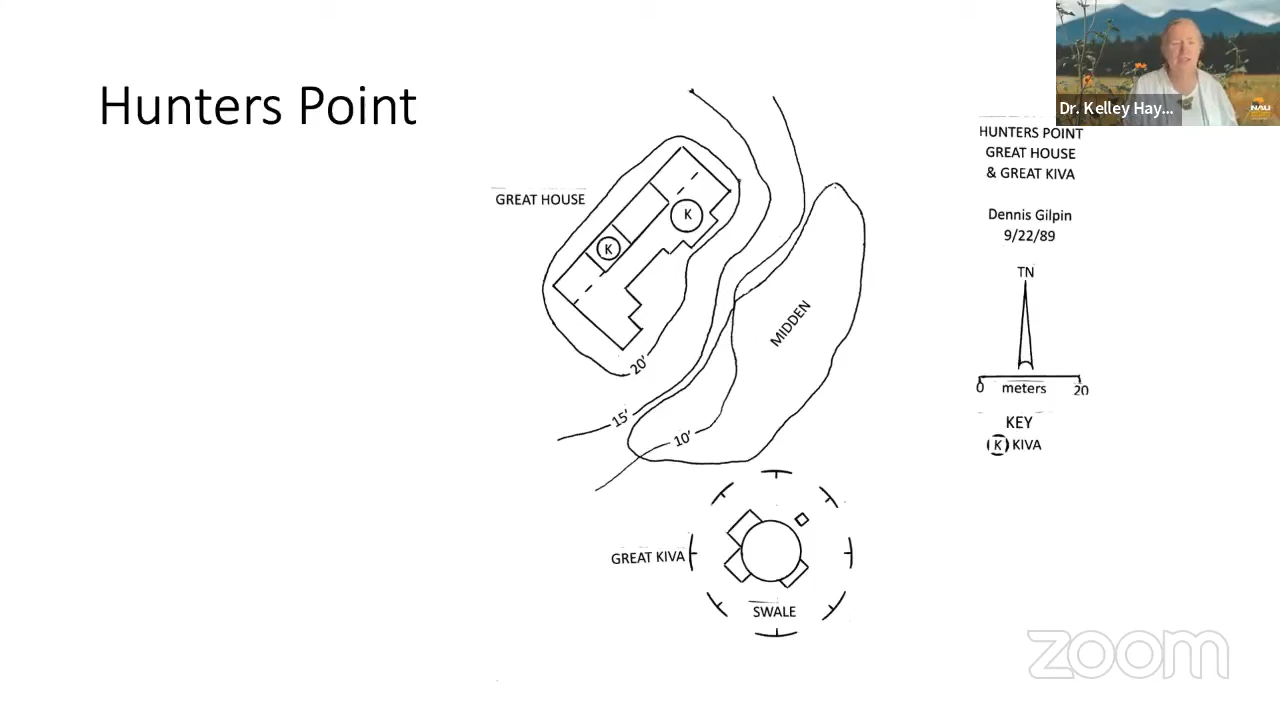 Hunters Point
Dr. Kelley Hay...
NAU
HUNTERS POINT
GREAT HOUSE
& GREAT KIVA
Dennis Gilpin
9/22/89
TN
0 meters 20
KEY
K KIVA
GREAT HOUSE
K
K
MIDDEN
20'
15'
10'
GREAT KIVA
SWALE
zoom